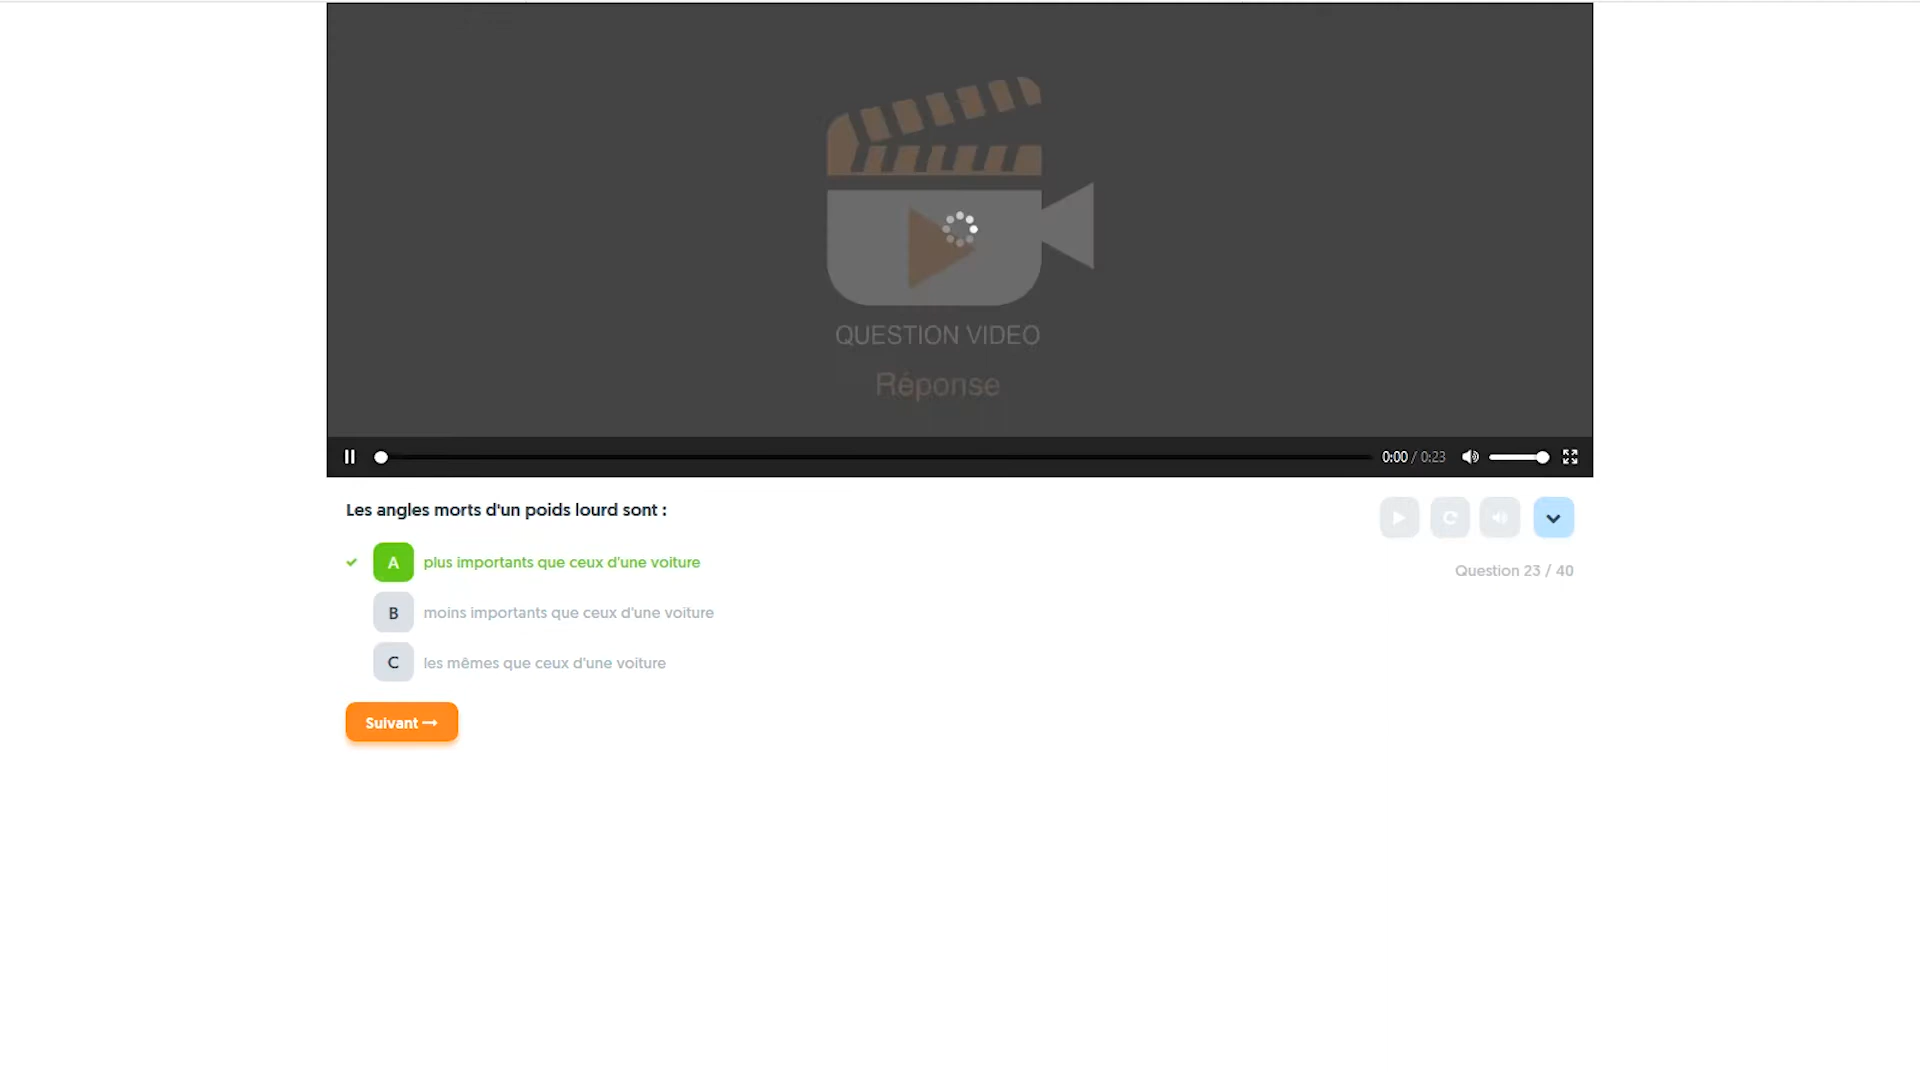 QUESTION VIDEO
Réponse
0:00 / 0:23
Les angles morts d'un poids lourd sont :
A plus importants que ceux d'une voiture
Question 23 / 40
B moins importants que ceux d'une voiture
C les mêmes que ceux d'une voiture
Suivant →